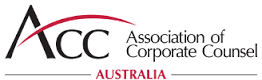 ACC Association of
Corporate Counsel
AUSTRALIA